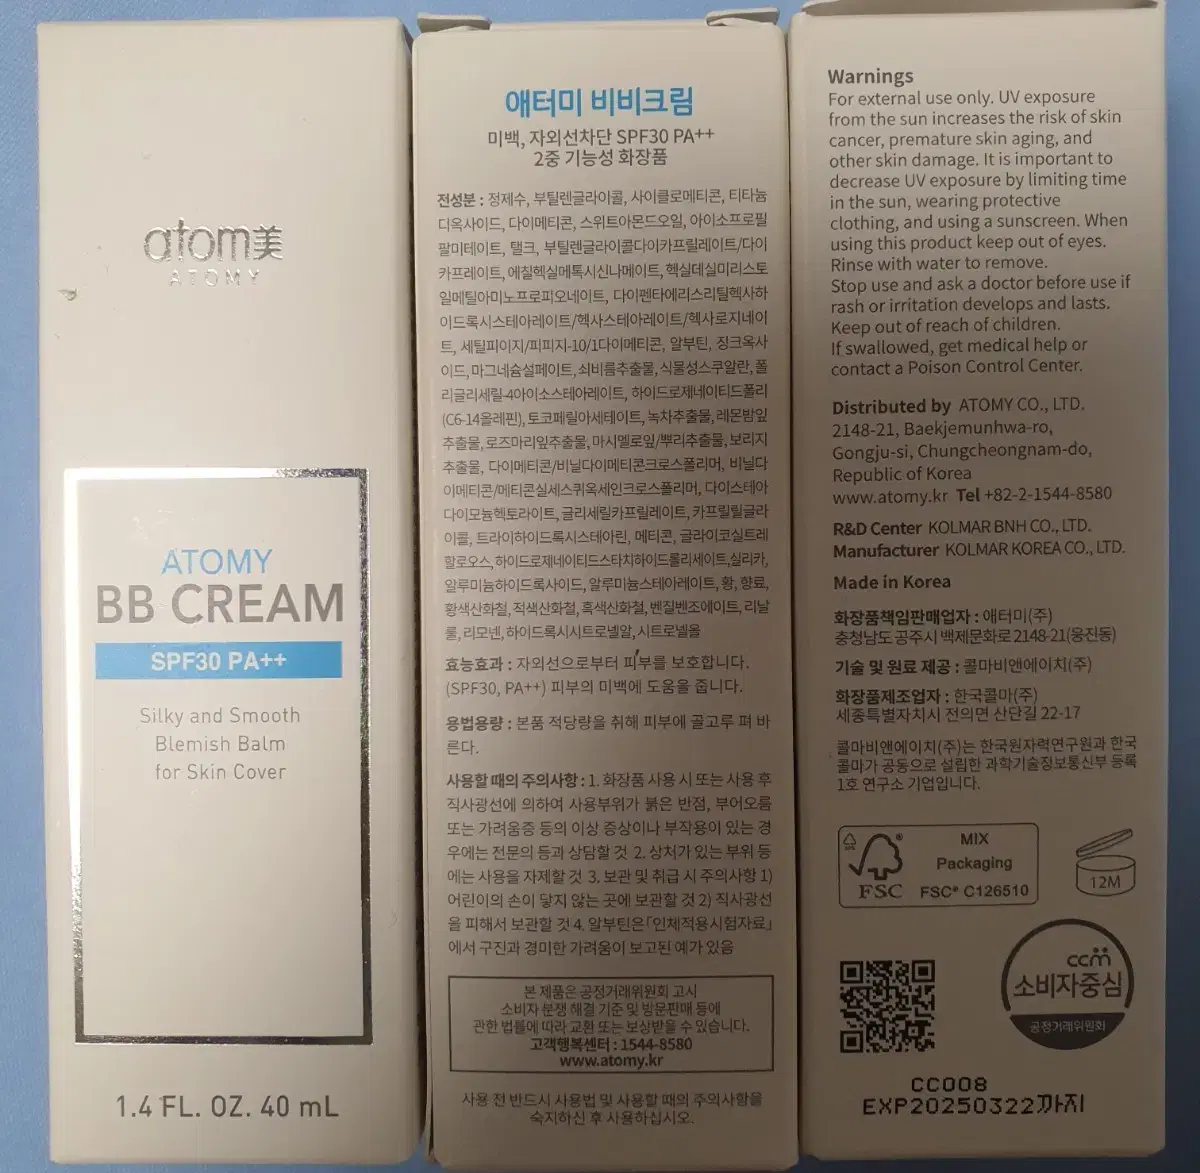 atom美
ATOMY
ATOMY
BB CREAM
SPF30 PA++
Silky and Smooth
Blemish Balm
for Skin Cover
1.4 FL. OZ. 40 mL
애터미 비비크림
미백, 자외선차단 SPF30 PA++
2중 기능성 화장품
전성분 : 정제수, 부틸렌글라이콜, 사이클로메티콘, 티타늄
디옥사이드, 다이메티콘, 스위트아몬드오일, 아이소프로필
팔미테이트, 탤크, 부틸렌글라이콜다이카프릴레이트/다이
카프레이트, 에칠헥실메톡시신나메이트, 헥실데실미리스토
일메틸아미노프로피오네이트, 다이펜타에리스리틸헥사하
이드록시스테아레이트/헥사스테아레이트/헥사로지네이
트, 세틸피이지/피피지-10/1다이메티콘, 알부틴, 징크옥사
이드, 마그네슘설페이트, 쇠비름추출물, 식물성스쿠알란, 폴
리글리세릴-4아이소스테아레이트, 하이드로제네이티드폴리
(C6-14올레핀), 토코페릴아세테이트, 녹차추출물, 레몬밤잎
추출물, 로즈마리잎추출물, 마시멜로잎/뿌리추출물, 보리지
추출물, 다이메티콘/비닐다이메티콘크로스폴리머, 비닐다
이메티콘/메티콘실세스퀴옥세인크로스폴리머, 다이스테아
다이모늄헥토라이트, 글리세릴카프릴레이트, 카프릴릴글라
이콜, 트라이하이드록시스테아린, 메티콘, 글라이코실트레
할로오스, 하이드로제네이티드스타치하이드롤리세이트, 실리카,
알루미늄하이드록사이드, 알루미늄스테아레이트, 황, 향료,
황색산화철, 적색산화철, 흑색산화철, 벤질벤조에이트, 리날
룰, 리모넨, 하이드록시시트로넬알, 시트로넬올
효능효과 : 자외선으로부터 피부를 보호합니다.
(SPF30, PA++) 피부의 미백에 도움을 줍니다.
용법용량 : 본품 적당량을 취해 피부에 골고루 펴 바
른다.
사용할 때의 주의사항 : 1. 화장품 사용 시 또는 사용 후
직사광선에 의하여 사용부위가 붉은 반점, 부어오름
또는 가려움증 등의 이상 증상이나 부작용이 있는 경
우에는 전문의 등과 상담할 것 2. 상처가 있는 부위 등
에는 사용을 자제할 것 3. 보관 및 취급 시 주의사항 1)
어린이의 손이 닿지 않는 곳에 보관할 것 2) 직사광선
을 피해서 보관할 것 4. 알부틴은 「인체적용시험자료」
에서 구진과 경미한 가려움이 보고된 예가 있음
본 제품은 공정거래위원회 고시
소비자 분쟁 해결 기준 및 방문판매 등에
관한 법률에 따라 교환 또는 보상받을 수 있습니다.
고객행복센터 : 1544-8580
www.atomy.kr
사용 전 반드시 사용법 및 사용할 때의 주의사항을
숙지하신 후 사용하십시오.
Warnings
For external use only. UV exposure
from the sun increases the risk of skin
cancer, premature skin aging, and
other skin damage. It is important to
decrease UV exposure by limiting time
in the sun, wearing protective
clothing, and using a sunscreen. When
using this product keep out of eyes.
Rinse with water to remove.
Stop use and ask a doctor before use if
rash or irritation develops and lasts.
Keep out of reach of children.
If swallowed, get medical help or
contact a Poison Control Center.
Distributed by ATOMY CO., LTD.
2148-21, Baekjemunhwa-ro,
Gongju-si, Chungcheongnam-do,
Republic of Korea
www.atomy.kr Tel +82-2-1544-8580
R&D Center KOLMAR BNH CO., LTD.
Manufacturer KOLMAR KOREA CO., LTD.
Made in Korea
화장품책임판매업자 : 애터미(주)
충청남도 공주시 백제문화로 2148-21(웅진동)
기술 및 원료 제공 : 콜마비앤에이치(주)
화장품제조업자 : 한국콜마(주)
세종특별자치시 전의면 산단길 22-17
콜마비앤에이치(주)는 한국원자력연구원과 한국
콜마가 공동으로 설립한 과학기술정보통신부 등록
1호 연구소 기업입니다.
FSC
MIX
Packaging
FSC® C126510
12M
ccm
소비자중심
공정거래위원회
CC008
EXP20250322까지